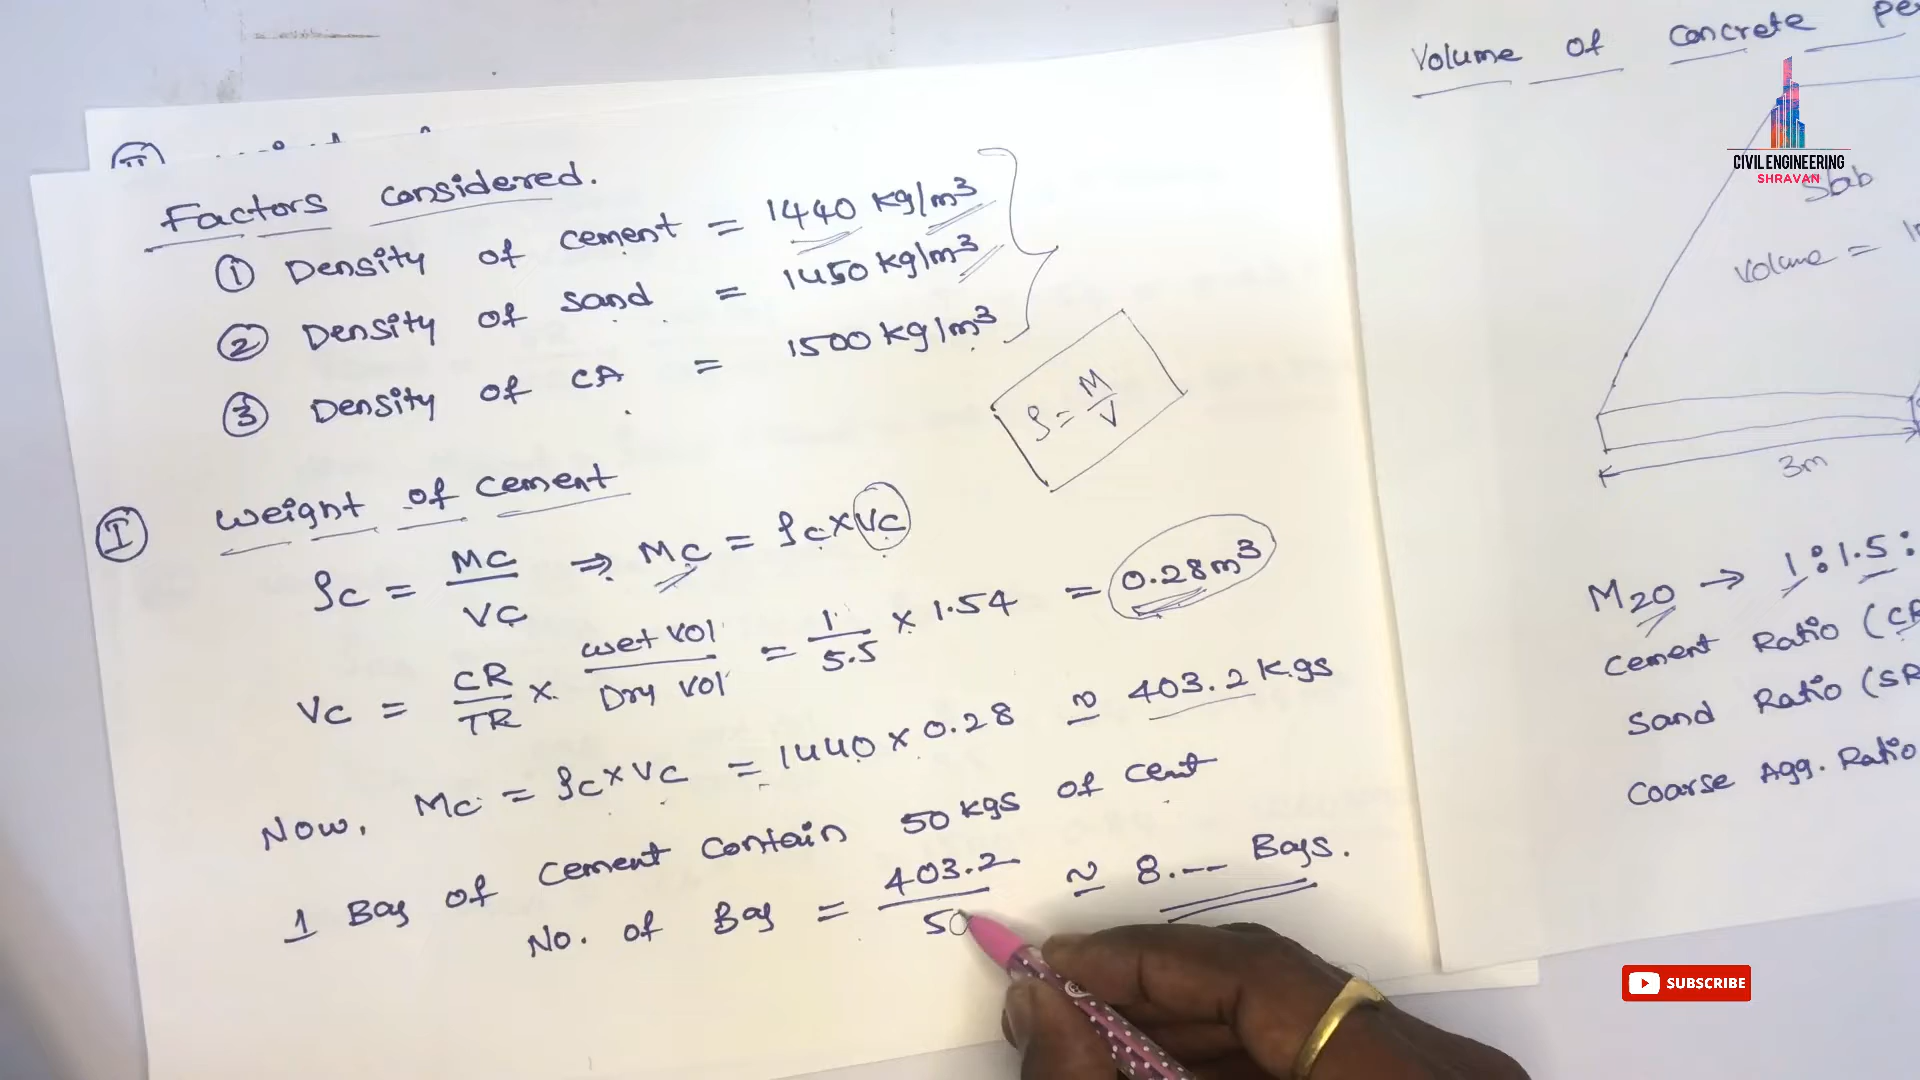 Factors considered.
① Density of cement = 1440 kg/m³
② Density of sand = 1450 kg/m³
③ Density of CA = 1500 kg/m³
ρ = M/V
Ⅰ Weight of cement
ρc = Mc/Vc ⇒ Mc = ρc × Vc
Vc = CR/TR × wet vol/Dry vol = 1/5.5 × 1.54 = 0.28m³
Now, Mc = ρc × Vc = 1440 × 0.28 ≈ 403.2 Kgs
1 Bag of cement contain 50 kgs of cent
No. of Bag = 403.2/50 ≈ 8.-- Bags.
Volume of concrete pe
CIVIL ENGINEERING
SHRAVAN
Slab
Volume =
3m
M20 → 1:1.5:
Cement Ratio (CR
Sand Ratio (SR
Coarse Agg. Ratio
SUBSCRIBE